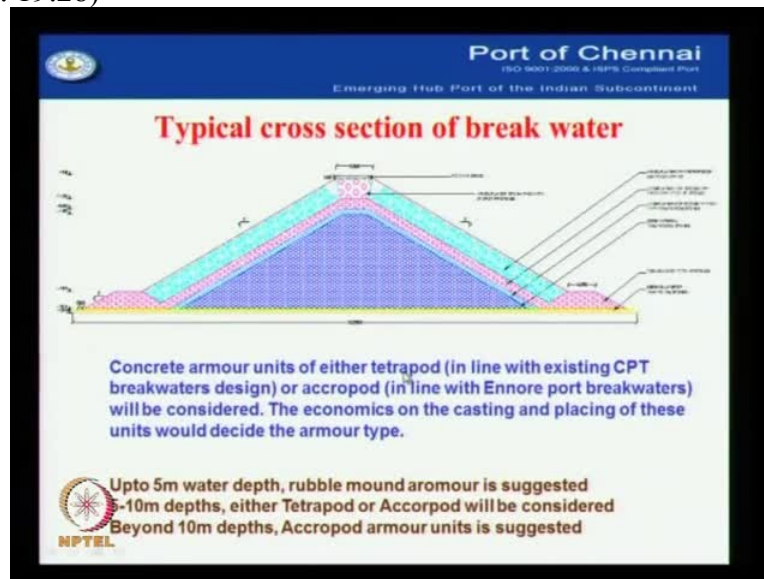 19:28)
Port of Chennai
ISO 9001:2000 & ISPS Compliant Port
Emerging Hub Port of the Indian Subcontinent
Typical cross section of break water
Concrete armour units of either tetrapod (in line with existing CPT
breakwaters design) or accropod (in line with Ennore port breakwaters)
will be considered. The economics on the casting and placing of these
units would decide the armour type.
Upto 5m water depth, rubble mound aromour is suggested
5-10m depths, either Tetrapod or Accorpod will be considered
Beyond 10m depths, Accropod armour units is suggested
NPTEL